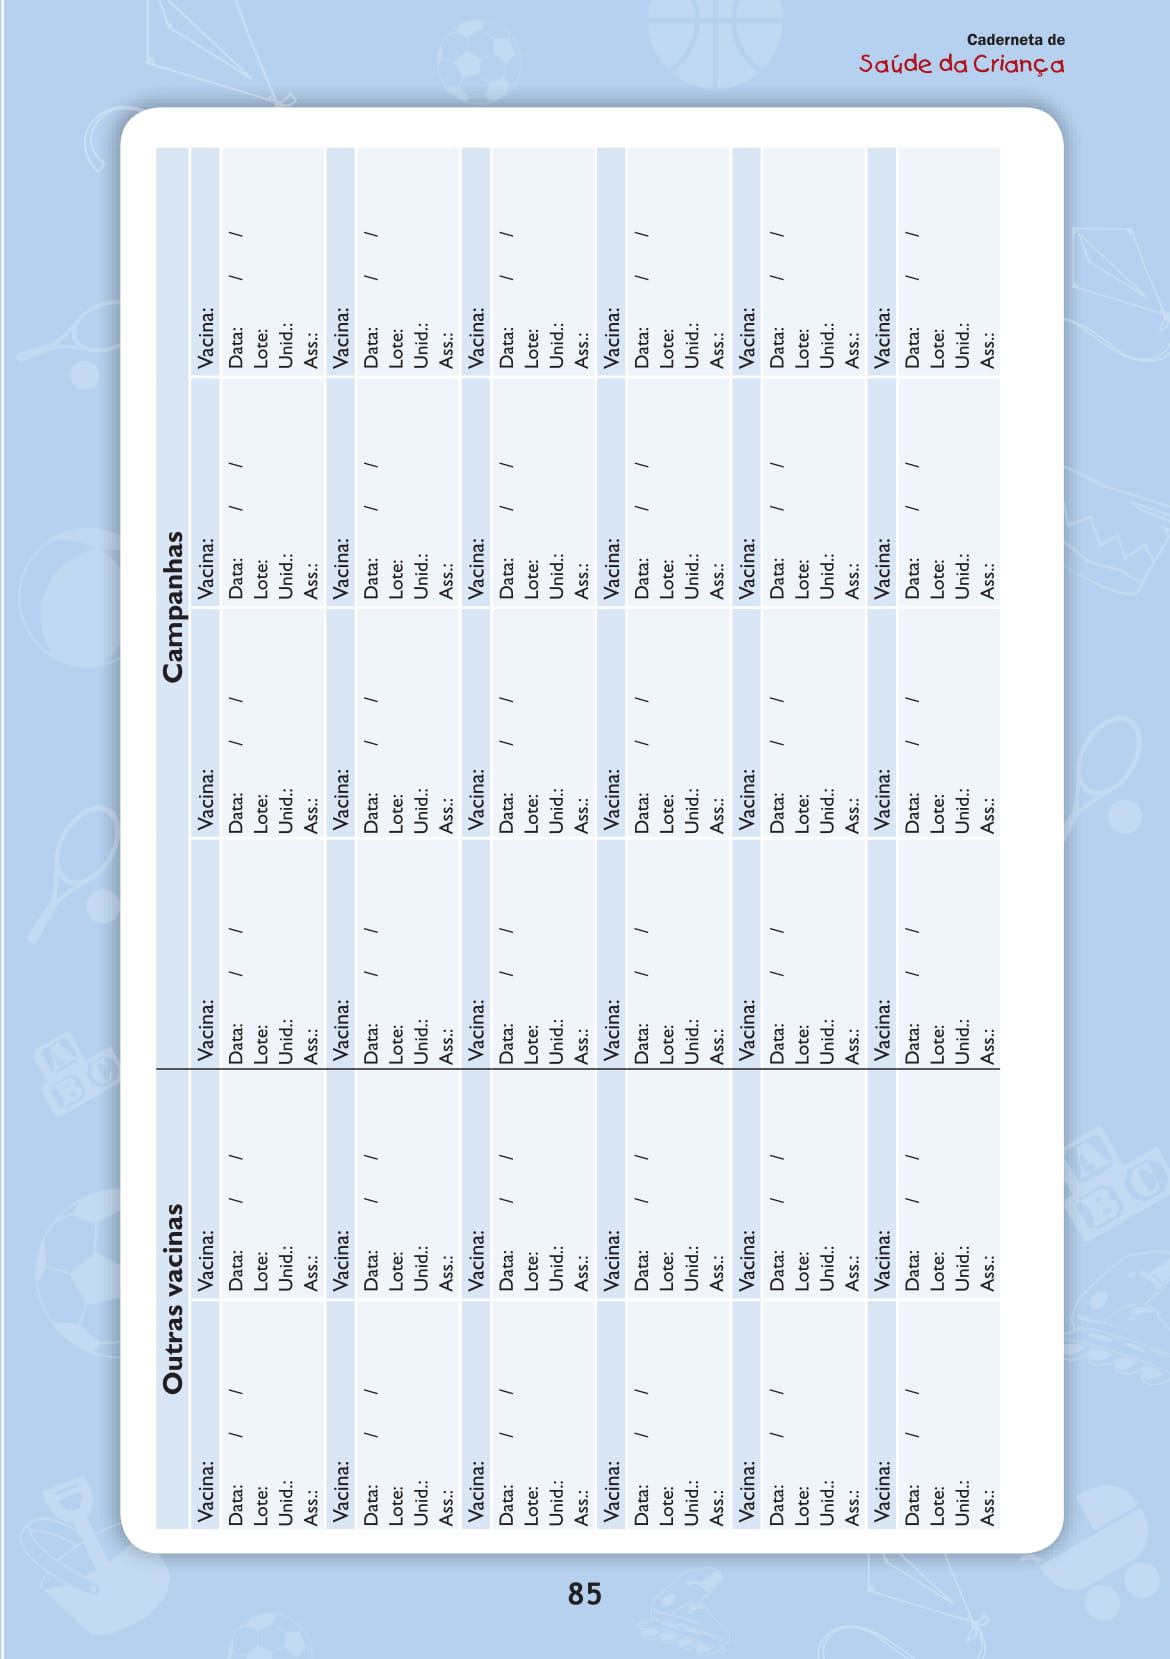 Caderneta de
Saúde da Criança
Outras vacinas Campanhas
Vacina: Vacina: Vacina: Vacina: Vacina: Vacina:
Data: / / Data: / / Data: / / Data: / / Data: / / Data: / /
Lote: Lote: Lote: Lote: Lote: Lote:
Unid.: Unid.: Unid.: Unid.: Unid.: Unid.:
Ass.: Ass.: Ass.: Ass.: Ass.: Ass.:
Vacina: Vacina: Vacina: Vacina: Vacina: Vacina:
Data: / / Data: / / Data: / / Data: / / Data: / / Data: / /
Lote: Lote: Lote: Lote: Lote: Lote:
Unid.: Unid.: Unid.: Unid.: Unid.: Unid.:
Ass.: Ass.: Ass.: Ass.: Ass.: Ass.:
Vacina: Vacina: Vacina: Vacina: Vacina: Vacina:
Data: / / Data: / / Data: / / Data: / / Data: / / Data: / /
Lote: Lote: Lote: Lote: Lote: Lote:
Unid.: Unid.: Unid.: Unid.: Unid.: Unid.:
Ass.: Ass.: Ass.: Ass.: Ass.: Ass.:
Vacina: Vacina: Vacina: Vacina: Vacina: Vacina:
Data: / / Data: / / Data: / / Data: / / Data: / / Data: / /
Lote: Lote: Lote: Lote: Lote: Lote:
Unid.: Unid.: Unid.: Unid.: Unid.: Unid.:
Ass.: Ass.: Ass.: Ass.: Ass.: Ass.:
Vacina: Vacina: Vacina: Vacina: Vacina: Vacina:
Data: / / Data: / / Data: / / Data: / / Data: / / Data: / /
Lote: Lote: Lote: Lote: Lote: Lote:
Unid.: Unid.: Unid.: Unid.: Unid.: Unid.:
Ass.: Ass.: Ass.: Ass.: Ass.: Ass.:
Vacina: Vacina: Vacina: Vacina: Vacina: Vacina:
Data: / / Data: / / Data: / / Data: / / Data: / / Data: / /
Lote: Lote: Lote: Lote: Lote: Lote:
Unid.: Unid.: Unid.: Unid.: Unid.: Unid.:
Ass.: Ass.: Ass.: Ass.: Ass.: Ass.:
A
B C
A
B C
85